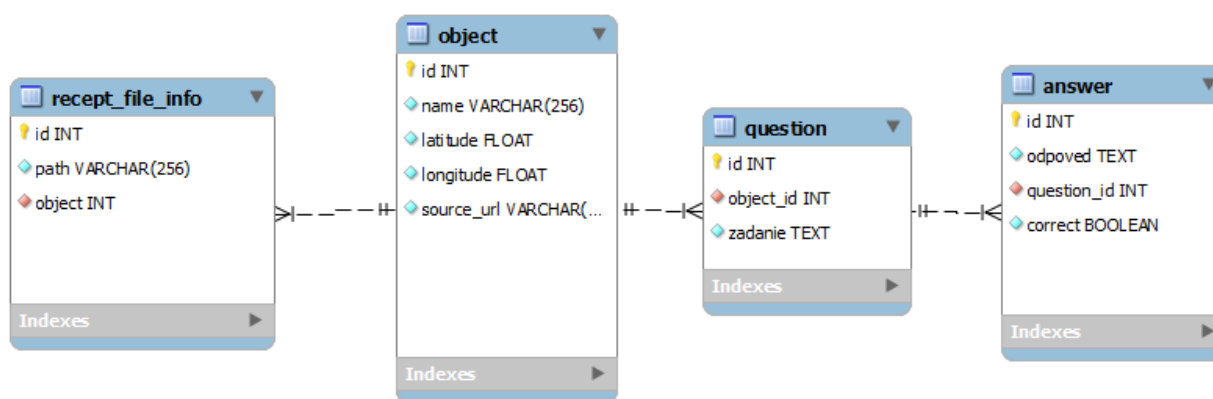 recept_file_info
id INT
path VARCHAR(256)
object INT
Indexes
object
id INT
name VARCHAR(256)
latitude FLOAT
longitude FLOAT
source_url VARCHAR(...
Indexes
question
id INT
object_id INT
zadanie TEXT
Indexes
answer
id INT
odpoved TEXT
question_id INT
correct BOOLEAN
Indexes